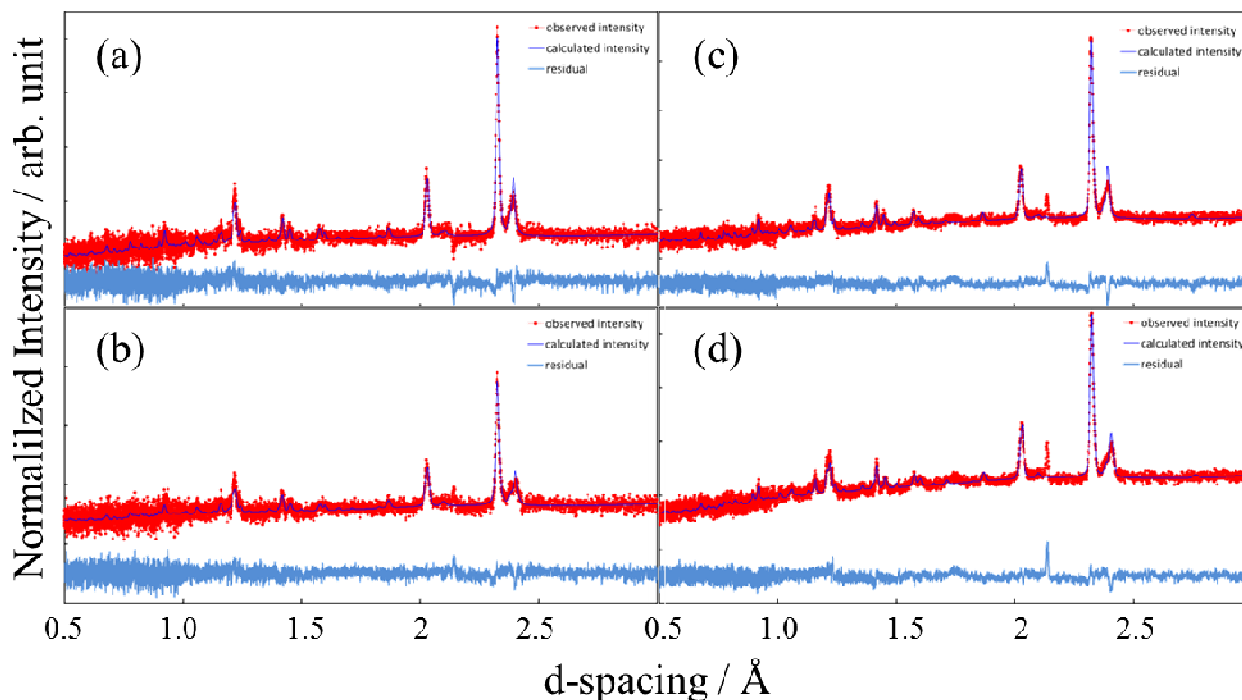 Normalilzed Intensity / arb. unit
(a)
observed intensity
calculated intensity
residual
(c)
observed intensity
calculated intensity
residual
(b)
observed intensity
calculated intensity
residual
(d)
observed intensity
calculated intensity
residual
0.5 1.0 1.5 2 2.5 0.5 1.0 1.5 2 2.5
d-spacing / Å